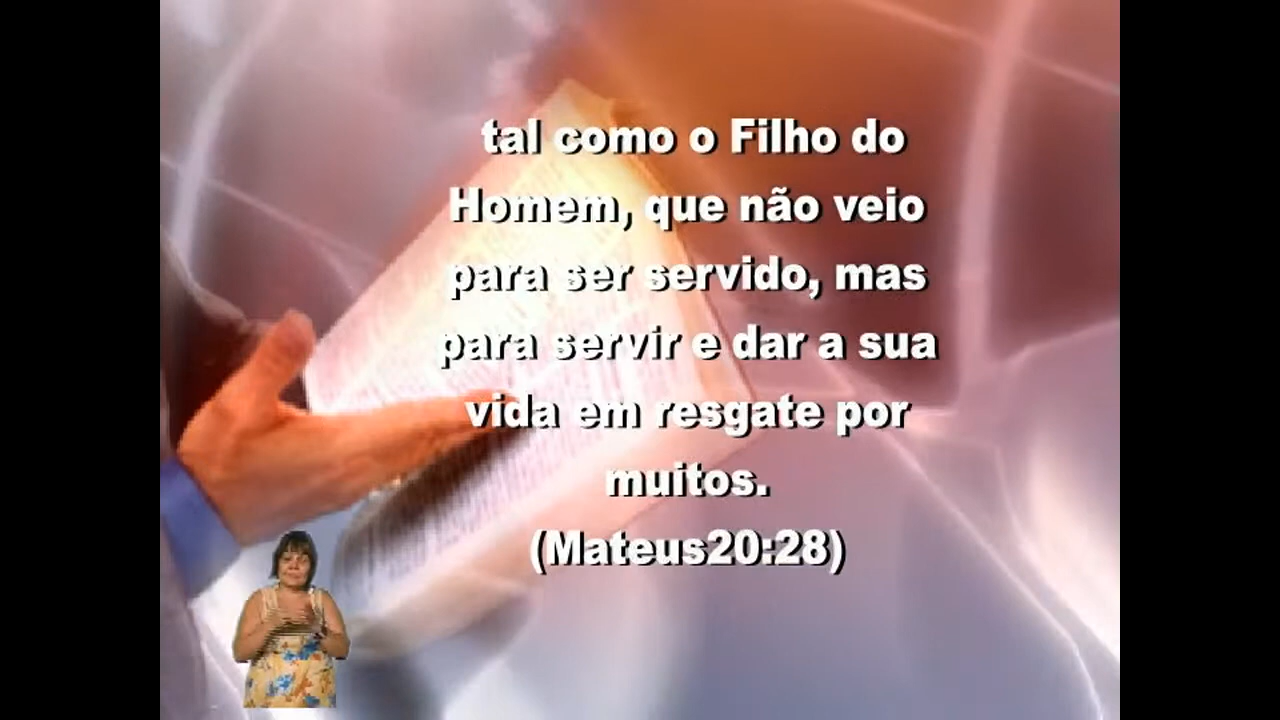 tal como o Filho do
Homem, que não veio
para ser servido, mas
para servir e dar a sua
vida em resgate por
muitos.
(Mateus20:28)